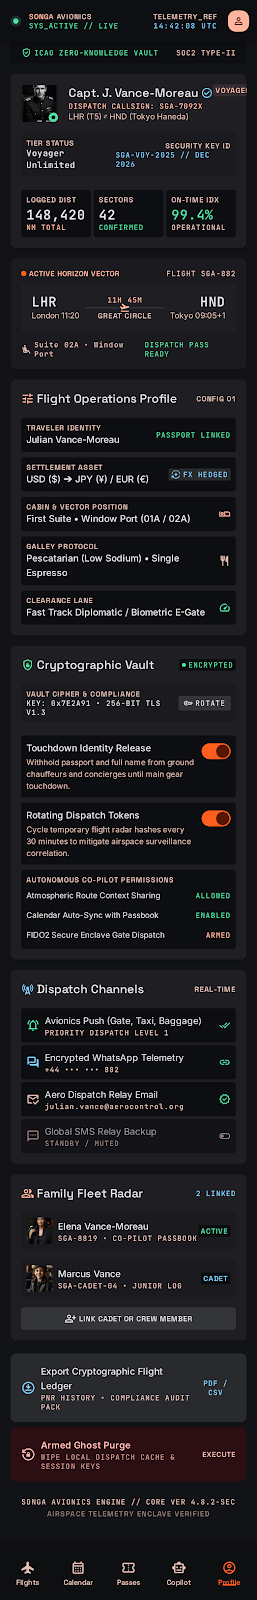 SONGA AVIONICS
SYS_ACTIVE // LIVE
TELEMETRY_REF
14:42:08 UTC
ICAO ZERO-KNOWLEDGE VAULT
SOC2 TYPE-II
Capt. J. Vance-Moreau
VOYAGER
DISPATCH CALLSIGN: SGA-7092X
LHR (T5) ⇌ HND (Tokyo Haneda)
TIER STATUS
Voyager
Unlimited
SECURITY KEY ID
SGA-VOY-2025 // DEC
2026
LOGGED DIST
148,420
NM TOTAL
SECTORS
42
CONFIRMED
ON-TIME IDX
99.4%
OPERATIONAL
ACTIVE HORIZON VECTOR
FLIGHT SGA-882
LHR
London 11:20
11H 45M
GREAT CIRCLE
HND
Tokyo 09:05+1
Suite 02A • Window
Port
DISPATCH PASS
READY
Flight Operations Profile
CONFIG 01
TRAVELER IDENTITY
Julian Vance-Moreau
PASSPORT LINKED
SETTLEMENT ASSET
USD ($) ➔ JPY (¥) / EUR (€)
FX HEDGED
CABIN & VECTOR POSITION
First Suite • Window Port (01A / 02A)
GALLEY PROTOCOL
Pescatarian (Low Sodium) • Single
Espresso
CLEARANCE LANE
Fast Track Diplomatic / Biometric E-Gate
Cryptographic Vault
ENCRYPTED
VAULT CIPHER & COMPLIANCE
KEY: 0x7E2A91 • 256-BIT TLS
V1.3
ROTATE
Touchdown Identity Release
Withhold passport and full name from ground
chauffeurs and concierges until main gear
touchdown.
Rotating Dispatch Tokens
Cycle temporary flight radar hashes every
30 minutes to mitigate airspace surveillance
correlation.
AUTONOMOUS CO-PILOT PERMISSIONS
Atmospheric Route Context Sharing
ALLOWED
Calendar Auto-Sync with Passbook
ENABLED
FIDO2 Secure Enclave Gate Dispatch
ARMED
Dispatch Channels
REAL-TIME
Avionics Push (Gate, Taxi, Baggage)
PRIORITY DISPATCH LEVEL 1
Encrypted WhatsApp Telemetry
+44 ••• ••• 882
Aero Dispatch Relay Email
julian.vance@aerocontrol.org
Global SMS Relay Backup
STANDBY / MUTED
Family Fleet Radar
2 LINKED
Elena Vance-Moreau
SGA-8819 • CO-PILOT PASSBOOK
ACTIVE
Marcus Vance
SGA-CADET-04 • JUNIOR LOG
CADET
LINK CADET OR CREW MEMBER
Export Cryptographic Flight
Ledger
PNR HISTORY • COMPLIANCE AUDIT
PACK
PDF /
CSV
Armed Ghost Purge
WIPE LOCAL DISPATCH CACHE &
SESSION KEYS
EXECUTE
SONGA AVIONICS ENGINE // CORE VER 4.8.2-SEC
AIRSPACE TELEMETRY ENCLAVE VERIFIED
Flights
Calendar
Passes
Copilot
Profile